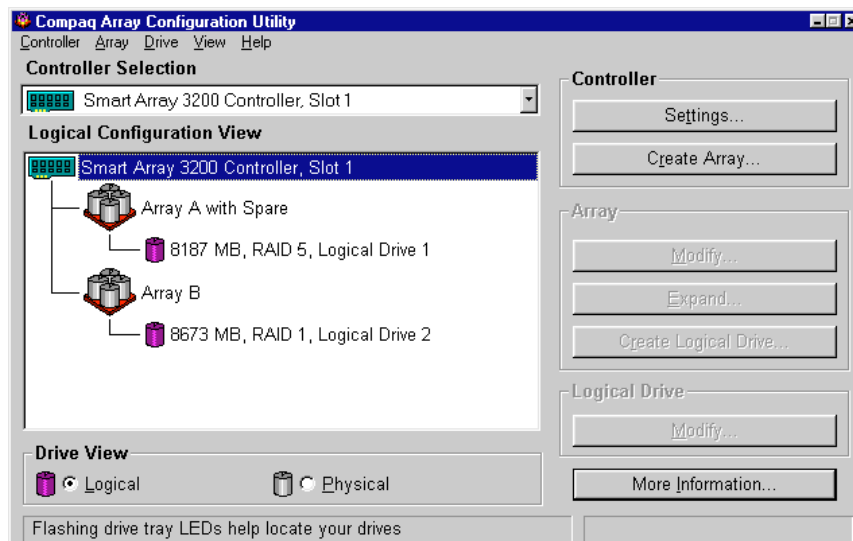 Compaq Array Configuration Utility
Controller Array Drive View Help
Controller Selection
Smart Array 3200 Controller, Slot 1
Logical Configuration View
Smart Array 3200 Controller, Slot 1
Array A with Spare
8187 MB, RAID 5, Logical Drive 1
Array B
8673 MB, RAID 1, Logical Drive 2
Drive View
Logical
Physical
Controller
Settings...
Create Array...
Array
Modify...
Expand...
Create Logical Drive...
Logical Drive
Modify...
More Information...
Flashing drive tray LEDs help locate your drives